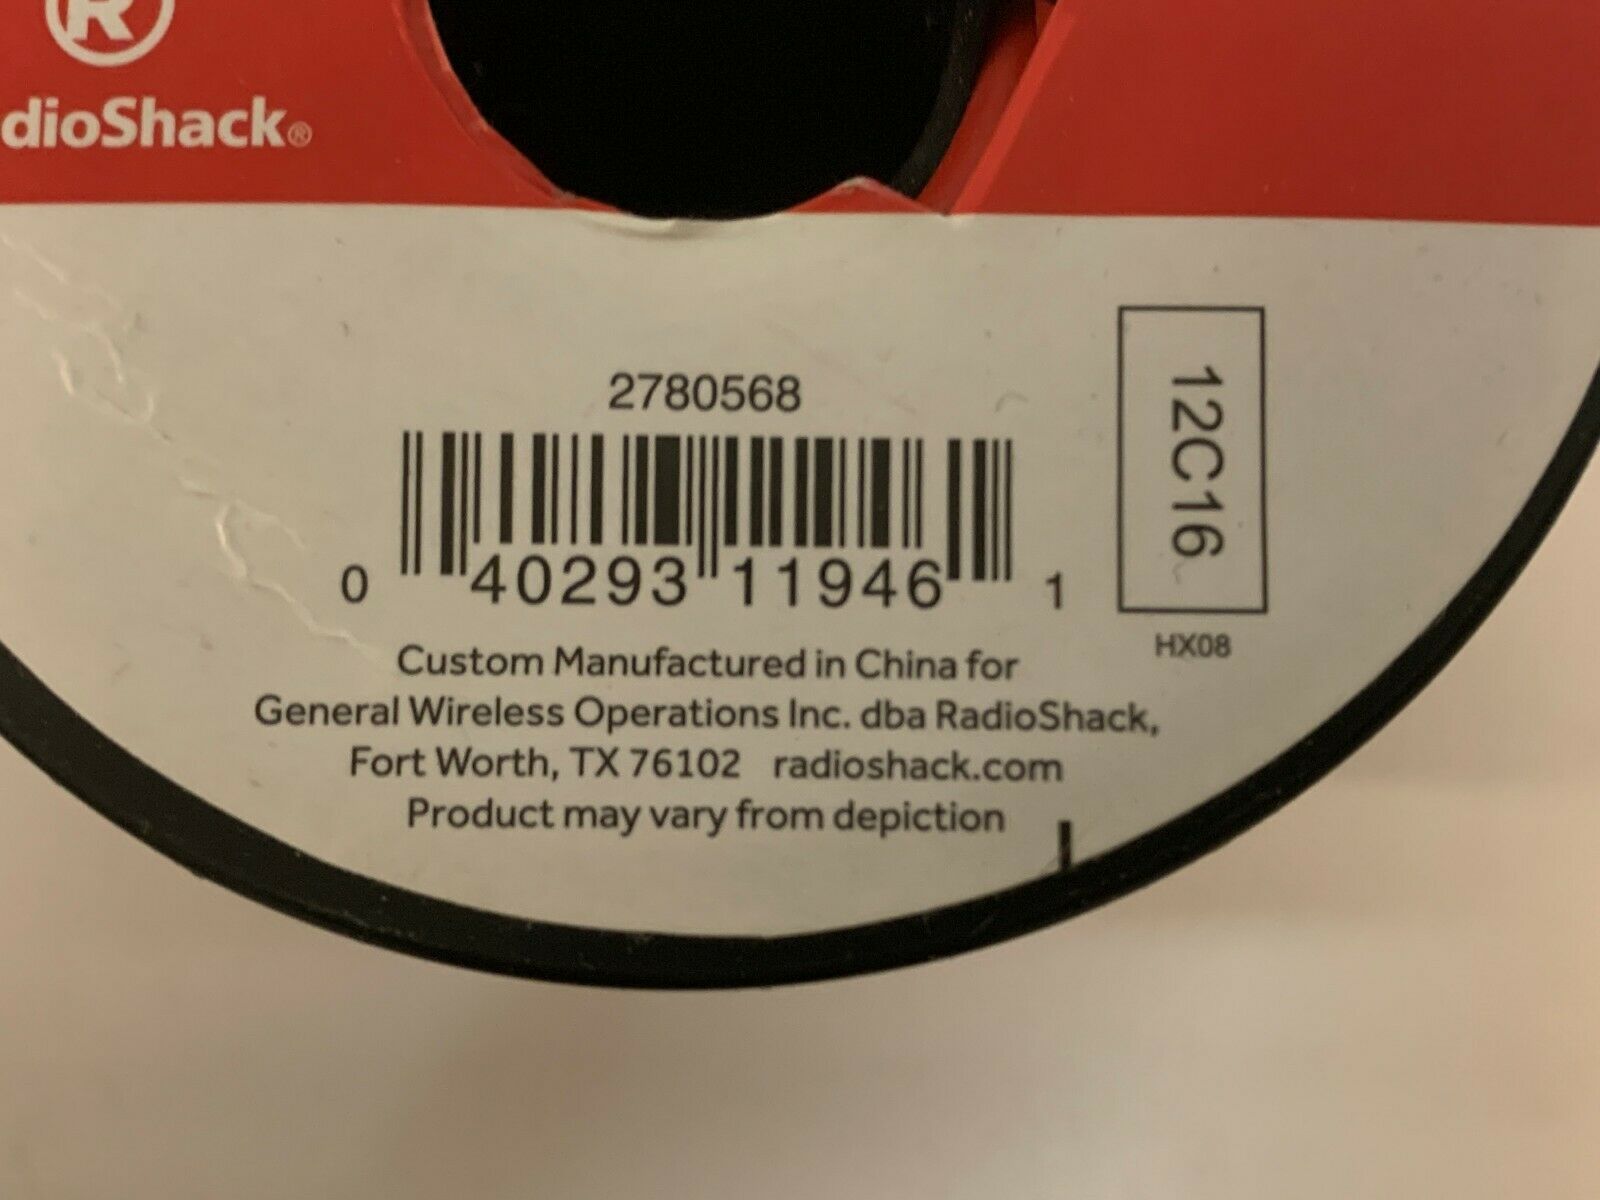 R
dioShack®
2780568
0 40293 11946 1
12C16
HX08
Custom Manufactured in China for
General Wireless Operations Inc. dba RadioShack,
Fort Worth, TX 76102 radioshack.com
Product may vary from depiction